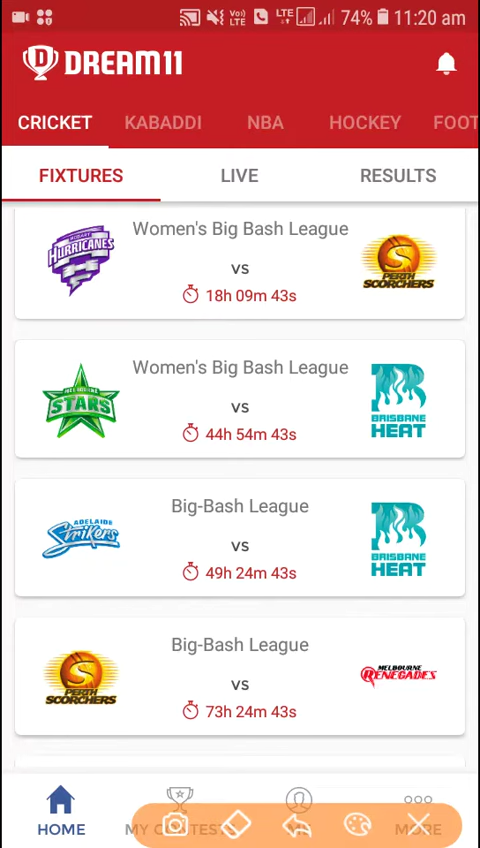 VoLTE LTE 74% 11:20 am
DREAM11
CRICKET KABADDI NBA HOCKEY FOOT
FIXTURES LIVE RESULTS
Women's Big Bash League
HOBART
HURRICANES
vs
PERTH
SCORCHERS
18h 09m 43s
Women's Big Bash League
STARS
vs
BRISBANE
HEAT
44h 54m 43s
Big-Bash League
ADELAIDE
Strikers
vs
BRISBANE
HEAT
49h 24m 43s
Big-Bash League
PERTH
SCORCHERS
vs
MELBOURNE
RENEGADES
73h 24m 43s
HOME MY CONTESTS ME MORE